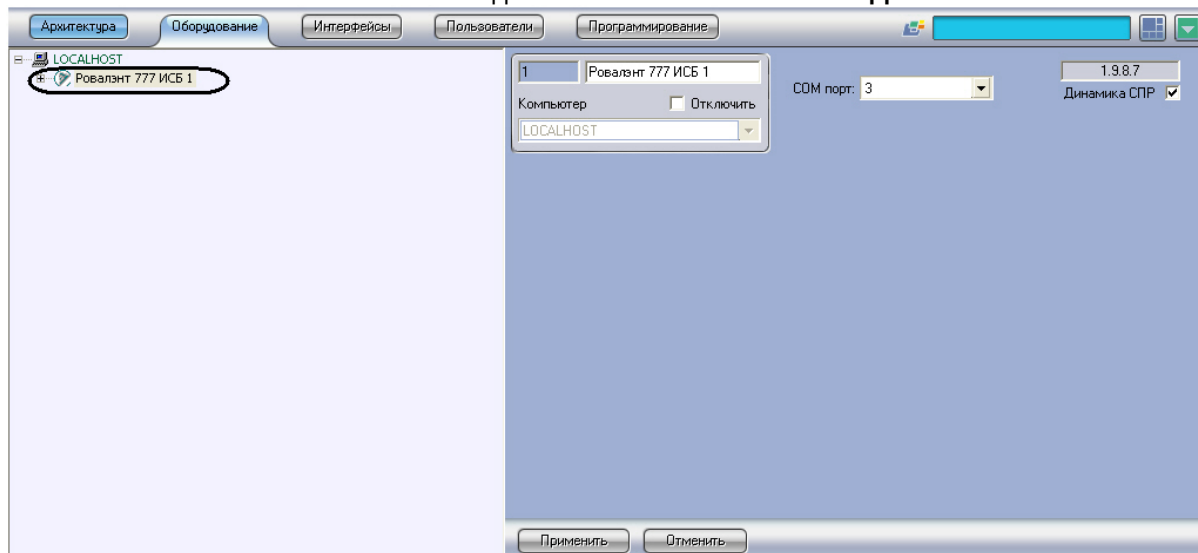 Архитектура Оборудование Интерфейсы Пользователи Программирование
LOCALHOST
Ровалэнт 777 ИСБ 1
1 Ровалэнт 777 ИСБ 1
Компьютер Отключить
LOCALHOST
COM порт: 3
1.9.8.7
Динамика СПР
Применить Отменить